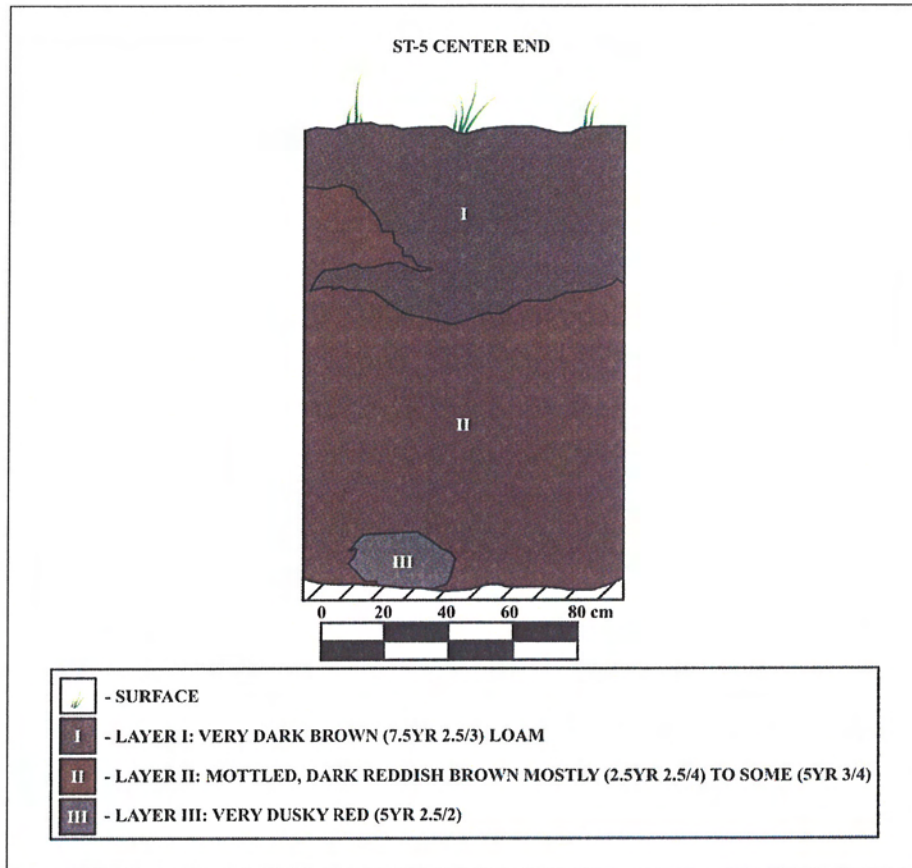 ST-5 CENTER END
I
II
III
0 20 40 60 80 cm
- SURFACE
I - LAYER I: VERY DARK BROWN (7.5YR 2.5/3) LOAM
II - LAYER II: MOTTLED, DARK REDDISH BROWN MOSTLY (2.5YR 2.5/4) TO SOME (5YR 3/4)
III - LAYER III: VERY DUSKY RED (5YR 2.5/2)